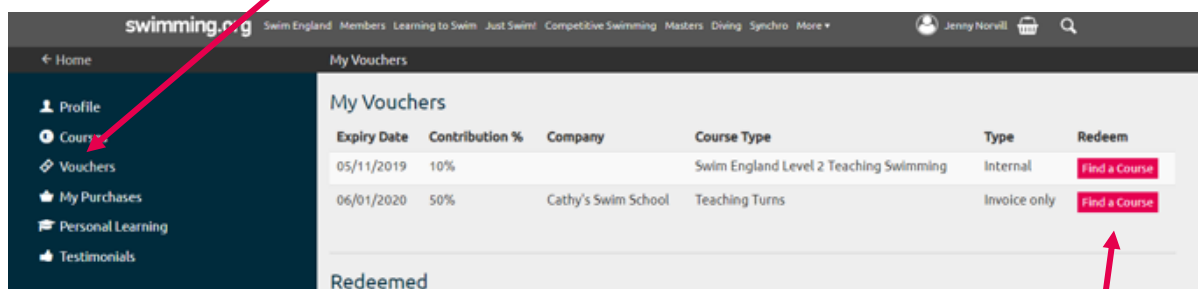 swimming.org Swim England Members Learning to Swim Just Swim! Competitive Swimming Masters Diving Synchro More Jenny Norvill
Home My Vouchers
Profile
Courses
Vouchers
My Purchases
Personal Learning
Testimonials
My Vouchers
Expiry Date Contribution % Company Course Type Type Redeem
05/11/2019 10% Swim England Level 2 Teaching Swimming Internal Find a Course
06/01/2020 50% Cathy's Swim School Teaching Turns Invoice only Find a Course
Redeemed